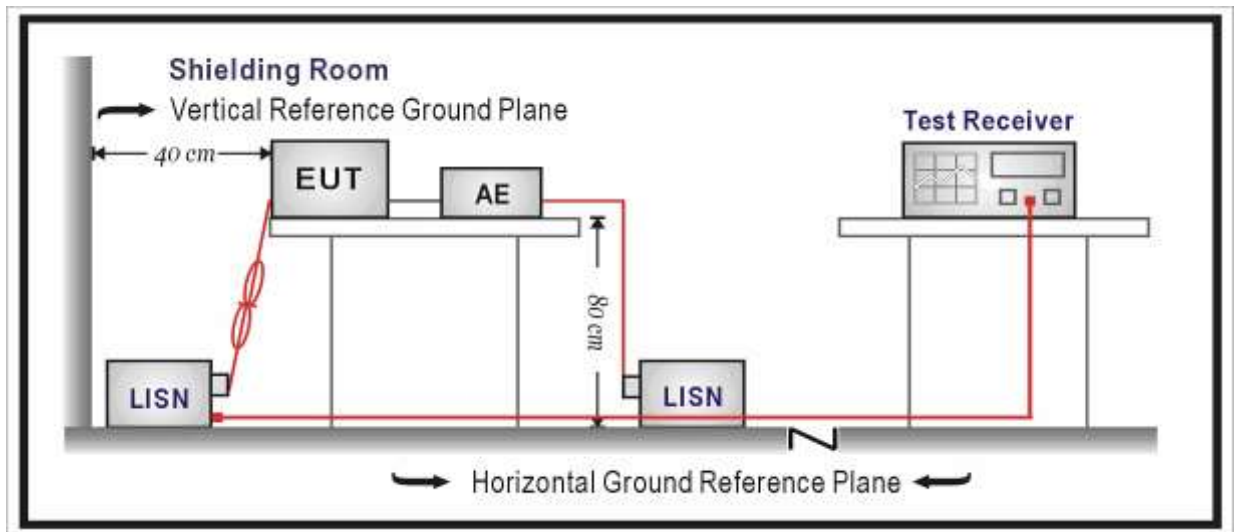 Shielding Room
Vertical Reference Ground Plane
40 cm
EUT
AE
Test Receiver
80 cm
LISN
LISN
Horizontal Ground Reference Plane